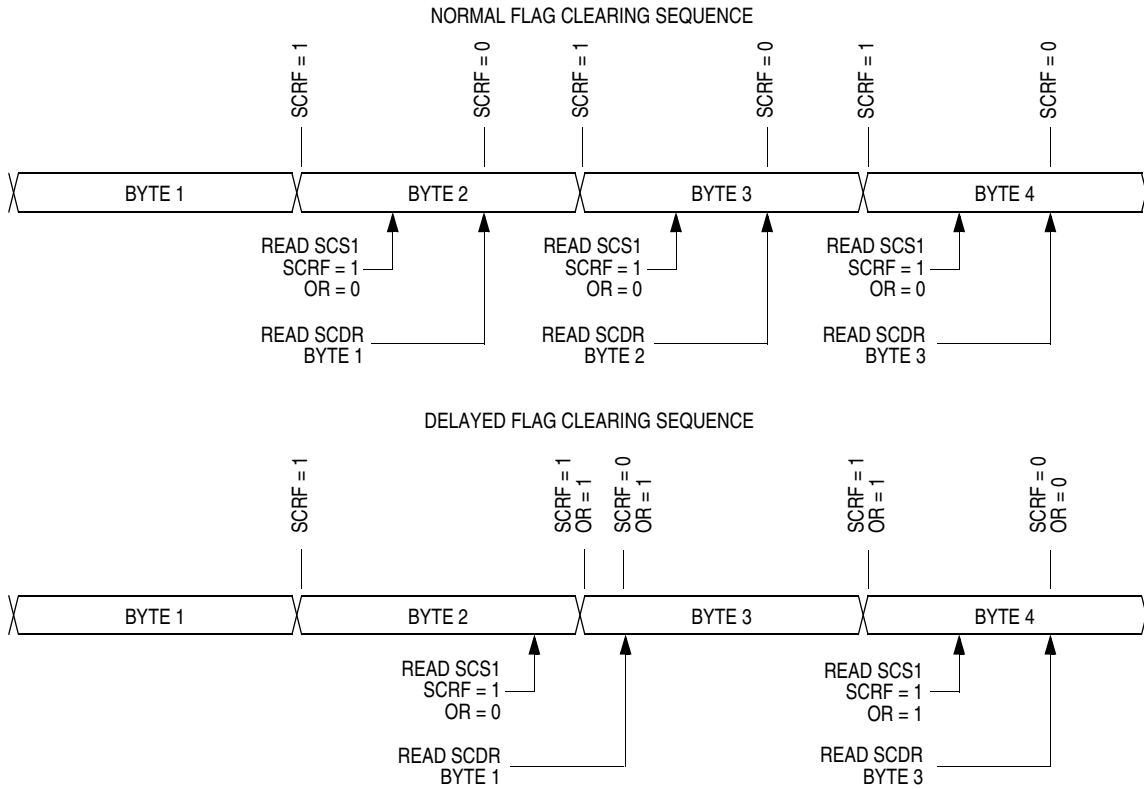 NORMAL FLAG CLEARING SEQUENCE
SCRF = 1
SCRF = 0
SCRF = 1
SCRF = 0
SCRF = 1
SCRF = 0
BYTE 1
BYTE 2
BYTE 3
BYTE 4
READ SCS1
SCRF = 1
OR = 0
READ SCS1
SCRF = 1
OR = 0
READ SCS1
SCRF = 1
OR = 0
READ SCDR
BYTE 1
READ SCDR
BYTE 2
READ SCDR
BYTE 3
DELAYED FLAG CLEARING SEQUENCE
SCRF = 1
SCRF = 1
OR = 1
SCRF = 0
OR = 1
SCRF = 1
OR = 1
SCRF = 0
OR = 0
BYTE 1
BYTE 2
BYTE 3
BYTE 4
READ SCS1
SCRF = 1
OR = 0
READ SCS1
SCRF = 1
OR = 1
READ SCDR
BYTE 1
READ SCDR
BYTE 3